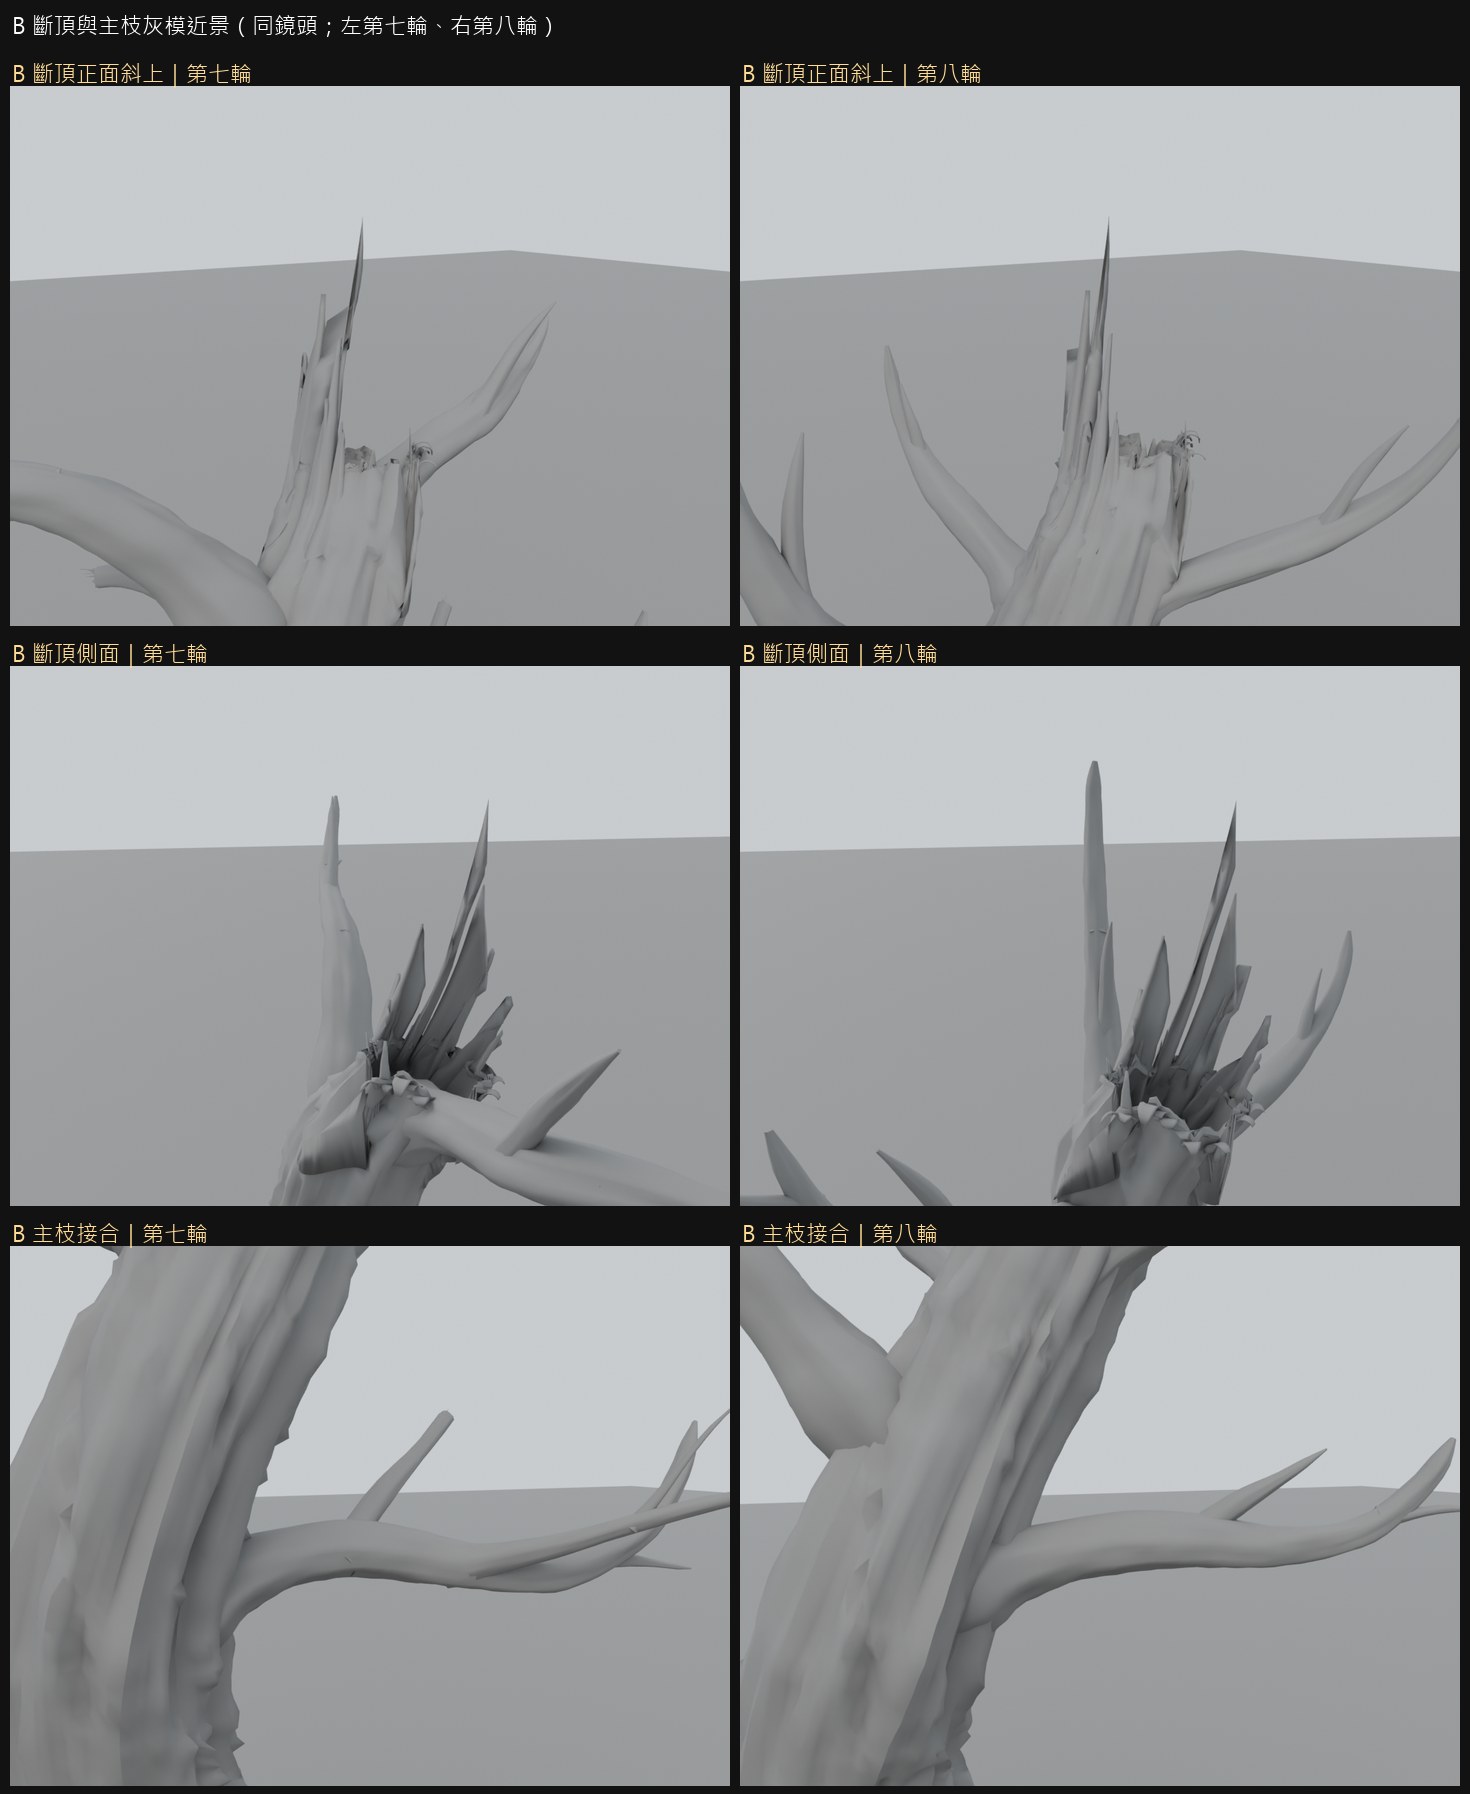 B 斷頂與主枝灰模近景（同鏡頭；左第七輪、右第八輪）
B 斷頂正面斜上｜第七輪
B 斷頂正面斜上｜第八輪
B 斷頂側面｜第七輪
B 斷頂側面｜第八輪
B 主枝接合｜第七輪
B 主枝接合｜第八輪